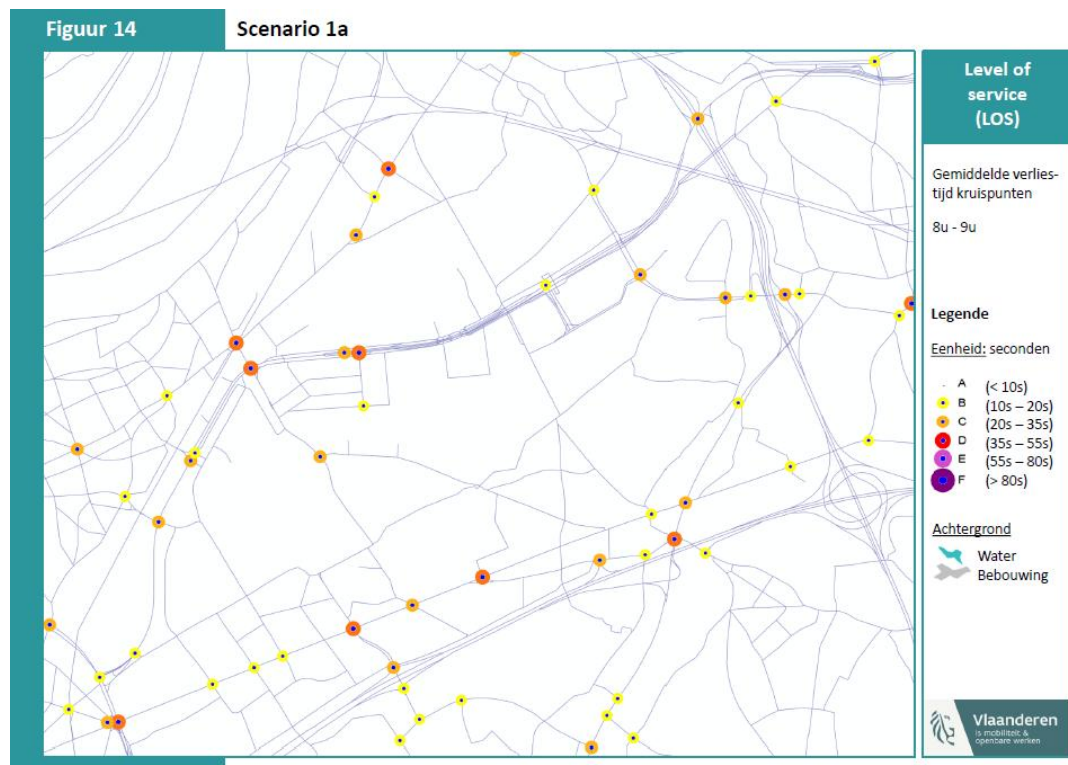 Figuur 14
Scenario 1a
Level of
service
(LOS)
Gemiddelde verlies-
tijd kruispunten
8u - 9u
Legende
Eenheid: seconden
A (< 10s)
B (10s – 20s)
C (20s – 35s)
D (35s – 55s)
E (55s – 80s)
F (> 80s)
Achtergrond
Water
Bebouwing
Vlaanderen
is mobiliteit &
openbare werken